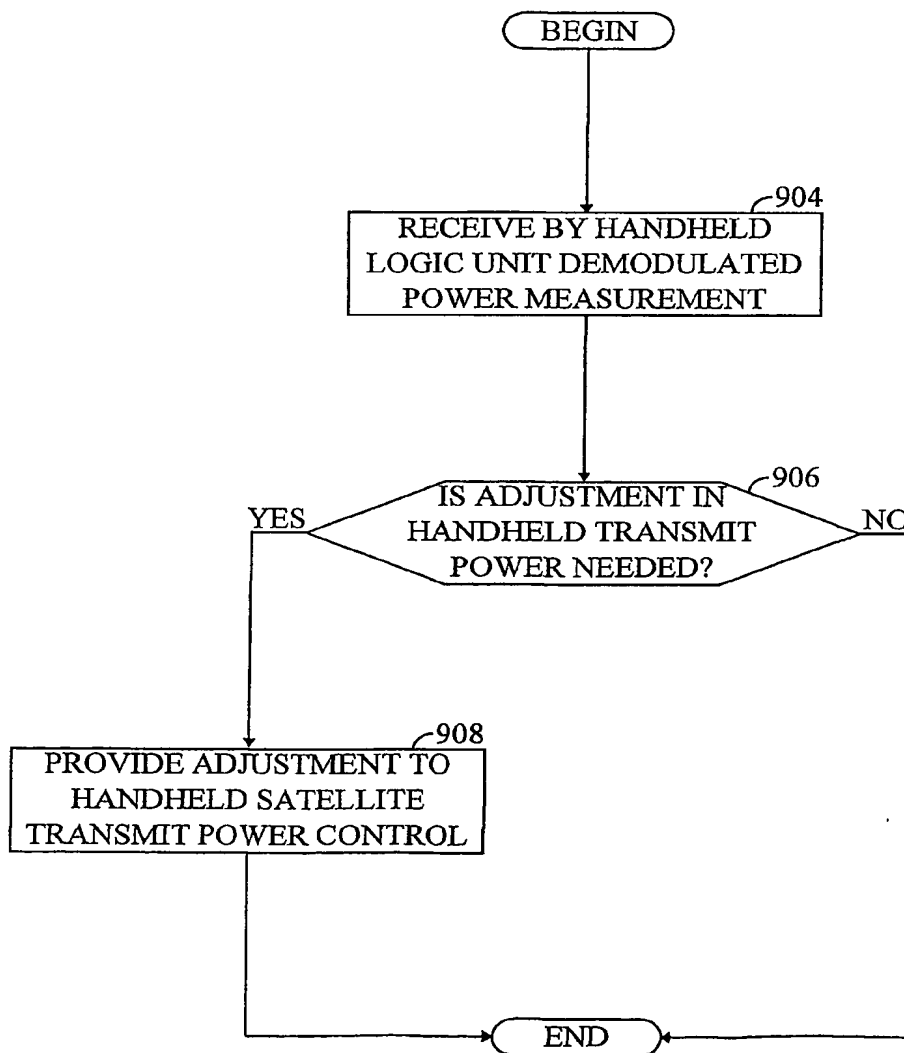 BEGIN
904
RECEIVE BY HANDHELD
LOGIC UNIT DEMODULATED
POWER MEASUREMENT
906
IS ADJUSTMENT IN
HANDHELD TRANSMIT
POWER NEEDED?
YES
NO
908
PROVIDE ADJUSTMENT TO
HANDHELD SATELLITE
TRANSMIT POWER CONTROL
END